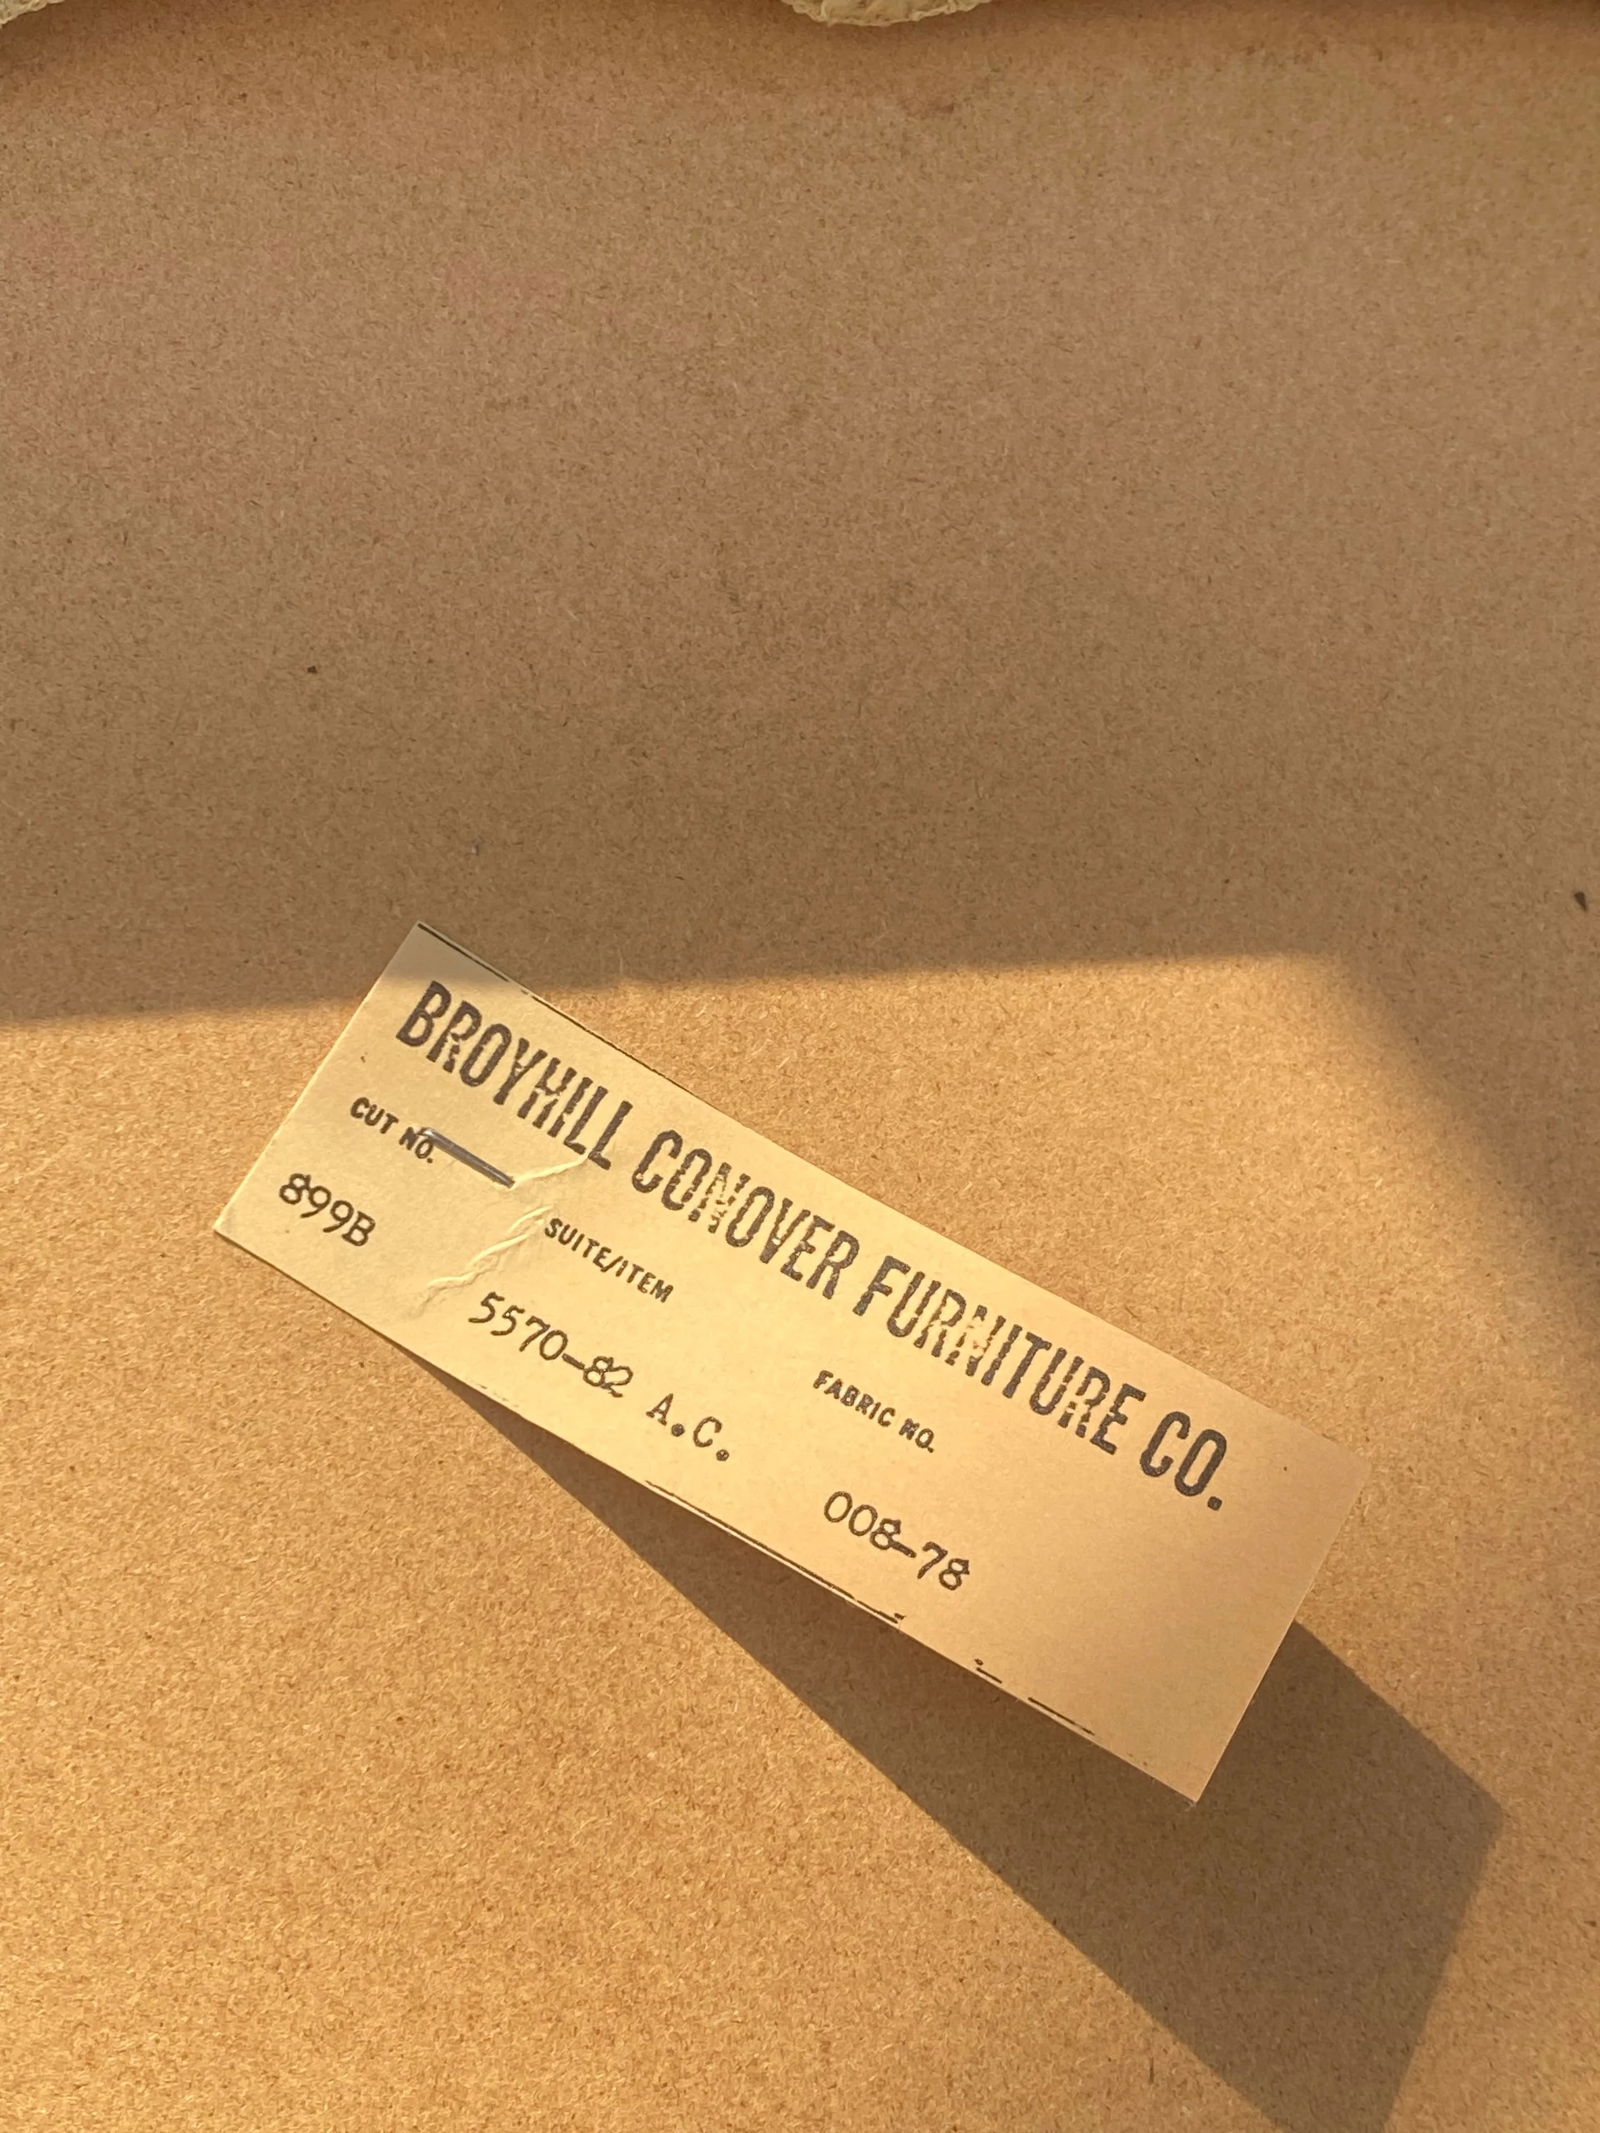 BROYHILL CONOVER FURNITURE CO.
CUT NO. SUITE/ITEM FABRIC NO.
899B 5570-82 A.C. 008-78